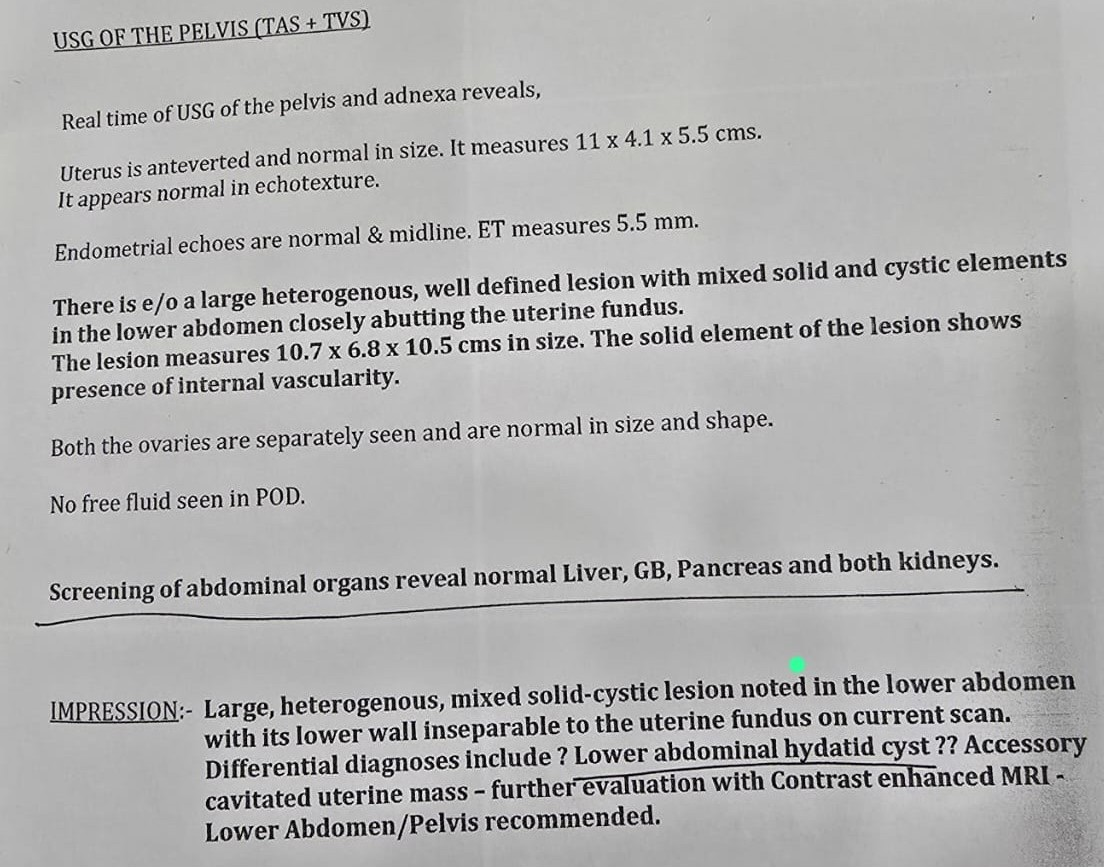 USG OF THE PELVIS (TAS + TVS)
Real time of USG of the pelvis and adnexa reveals,
Uterus is anteverted and normal in size. It measures 11 x 4.1 x 5.5 cms.
It appears normal in echotexture.
Endometrial echoes are normal & midline. ET measures 5.5 mm.
There is e/o a large heterogenous, well defined lesion with mixed solid and cystic elements
in the lower abdomen closely abutting the uterine fundus.
The lesion measures 10.7 x 6.8 x 10.5 cms in size. The solid element of the lesion shows
presence of internal vascularity.
Both the ovaries are separately seen and are normal in size and shape.
No free fluid seen in POD.
Screening of abdominal organs reveal normal Liver, GB, Pancreas and both kidneys.
IMPRESSION:- Large, heterogenous, mixed solid-cystic lesion noted in the lower abdomen
with its lower wall inseparable to the uterine fundus on current scan.
Differential diagnoses include ? Lower abdominal hydatid cyst ?? Accessory
cavitated uterine mass – further evaluation with Contrast enhanced MRI -
Lower Abdomen/Pelvis recommended.